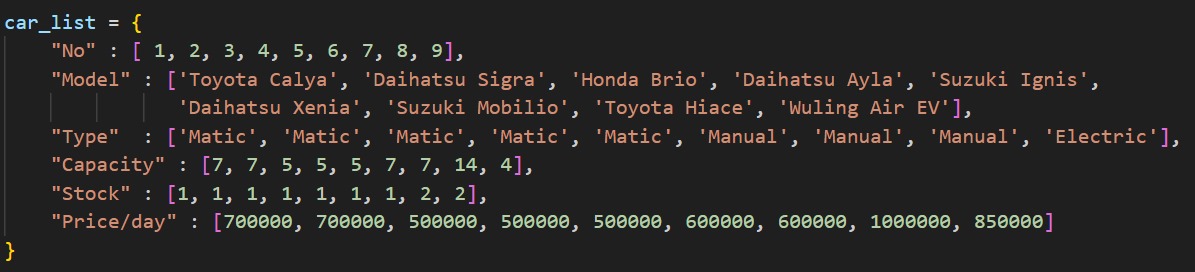 car_list = {
"No" : [ 1, 2, 3, 4, 5, 6, 7, 8, 9],
"Model" : ['Toyota Calya', 'Daihatsu Sigra', 'Honda Brio', 'Daihatsu Ayla', 'Suzuki Ignis',
'Daihatsu Xenia', 'Suzuki Mobilio', 'Toyota Hiace', 'Wuling Air EV'],
"Type"  : ['Matic', 'Matic', 'Matic', 'Matic', 'Matic', 'Manual', 'Manual', 'Manual', 'Electric'],
"Capacity" : [7, 7, 5, 5, 5, 7, 7, 14, 4],
"Stock" : [1, 1, 1, 1, 1, 1, 1, 2, 2],
"Price/day" : [700000, 700000, 500000, 500000, 500000, 600000, 600000, 1000000, 850000]
}